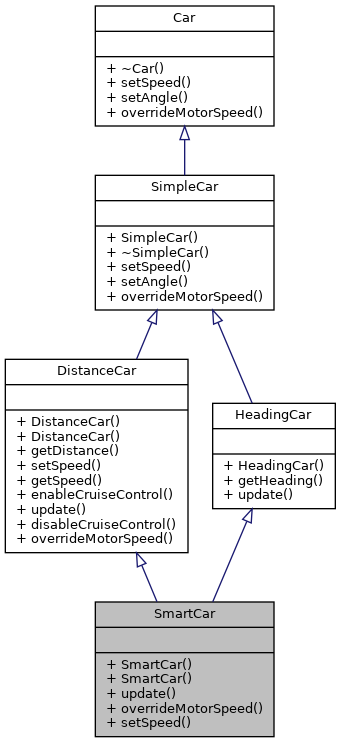 Car
+ ~Car()
+ setSpeed()
+ setAngle()
+ overrideMotorSpeed()
SimpleCar
+ SimpleCar()
+ ~SimpleCar()
+ setSpeed()
+ setAngle()
+ overrideMotorSpeed()
DistanceCar
+ DistanceCar()
+ DistanceCar()
+ getDistance()
+ setSpeed()
+ getSpeed()
+ enableCruiseControl()
+ update()
+ disableCruiseControl()
+ overrideMotorSpeed()
HeadingCar
+ HeadingCar()
+ getHeading()
+ update()
SmartCar
+ SmartCar()
+ SmartCar()
+ update()
+ overrideMotorSpeed()
+ setSpeed()